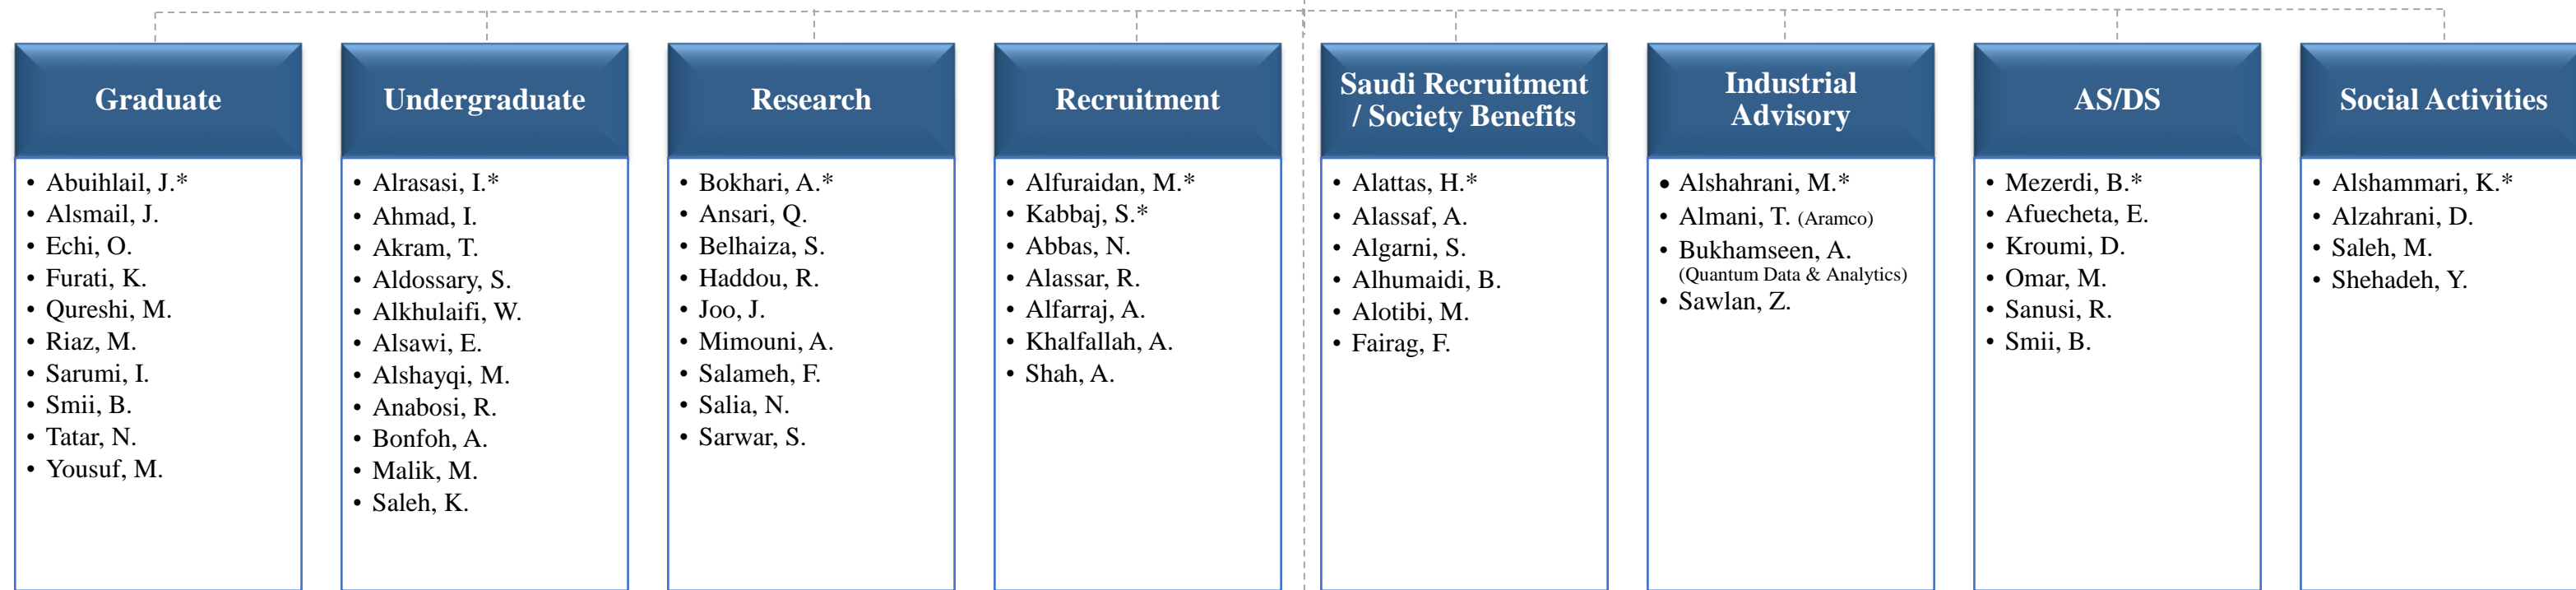 Graduate
• Abuihlail, J.*
• Alsmail, J.
• Echi, O.
• Furati, K.
• Qureshi, M.
• Riaz, M.
• Sarumi, I.
• Smii, B.
• Tatar, N.
• Yousuf, M.
Undergraduate
• Alrasasi, I.*
• Ahmad, I.
• Akram, T.
• Aldossary, S.
• Alkhulaifi, W.
• Alsawi, E.
• Alshayqi, M.
• Anabosi, R.
• Bonfoh, A.
• Malik, M.
• Saleh, K.
Research
• Bokhari, A.*
• Ansari, Q.
• Belhaiza, S.
• Haddou, R.
• Joo, J.
• Mimouni, A.
• Salameh, F.
• Salia, N.
• Sarwar, S.
Recruitment
• Alfuraidan, M.*
• Kabbaj, S.*
• Abbas, N.
• Alassar, R.
• Alfarraj, A.
• Khalfallah, A.
• Shah, A.
Saudi Recruitment
/ Society Benefits
• Alattas, H.*
• Alassaf, A.
• Algarni, S.
• Alhumaidi, B.
• Alotibi, M.
• Fairag, F.
Industrial
Advisory
• Alshahrani, M.*
• Almani, T. (Aramco)
• Bukhamseen, A.
(Quantum Data & Analytics)
• Sawlan, Z.
AS/DS
• Mezerdi, B.*
• Afuecheta, E.
• Kroumi, D.
• Omar, M.
• Sanusi, R.
• Smii, B.
Social Activities
• Alshammari, K.*
• Alzahrani, D.
• Saleh, M.
• Shehadeh, Y.